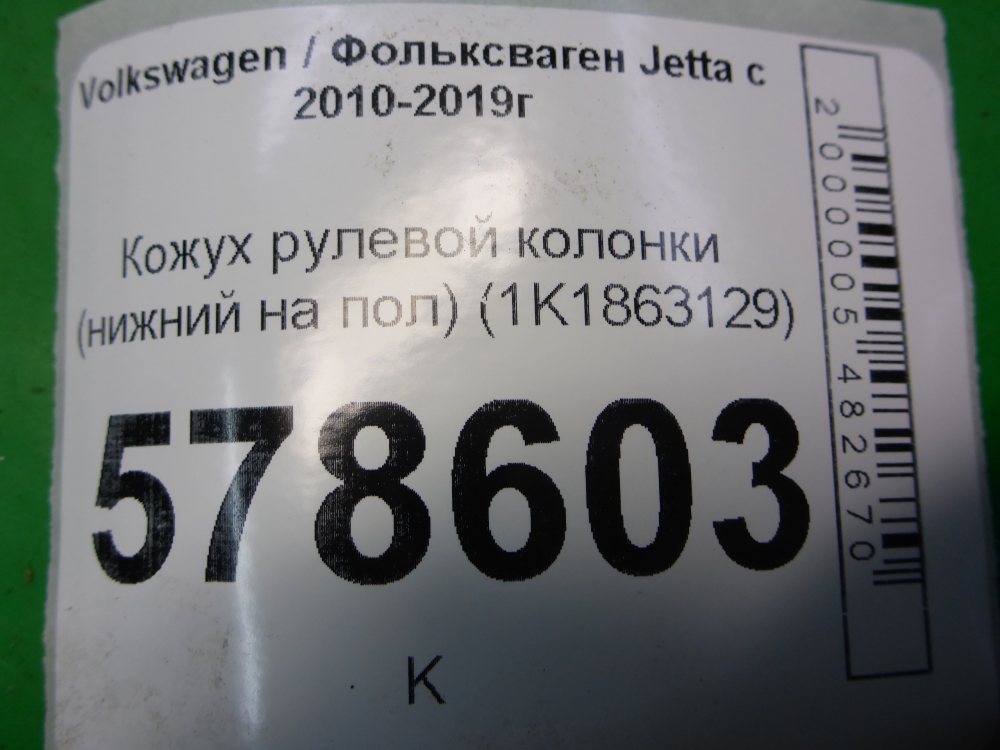 Volkswagen / Фольксваген Jetta с
2010-2019г
Кожух рулевой колонки
(нижний на пол) (1K1863129)
578603
К
2000005482670